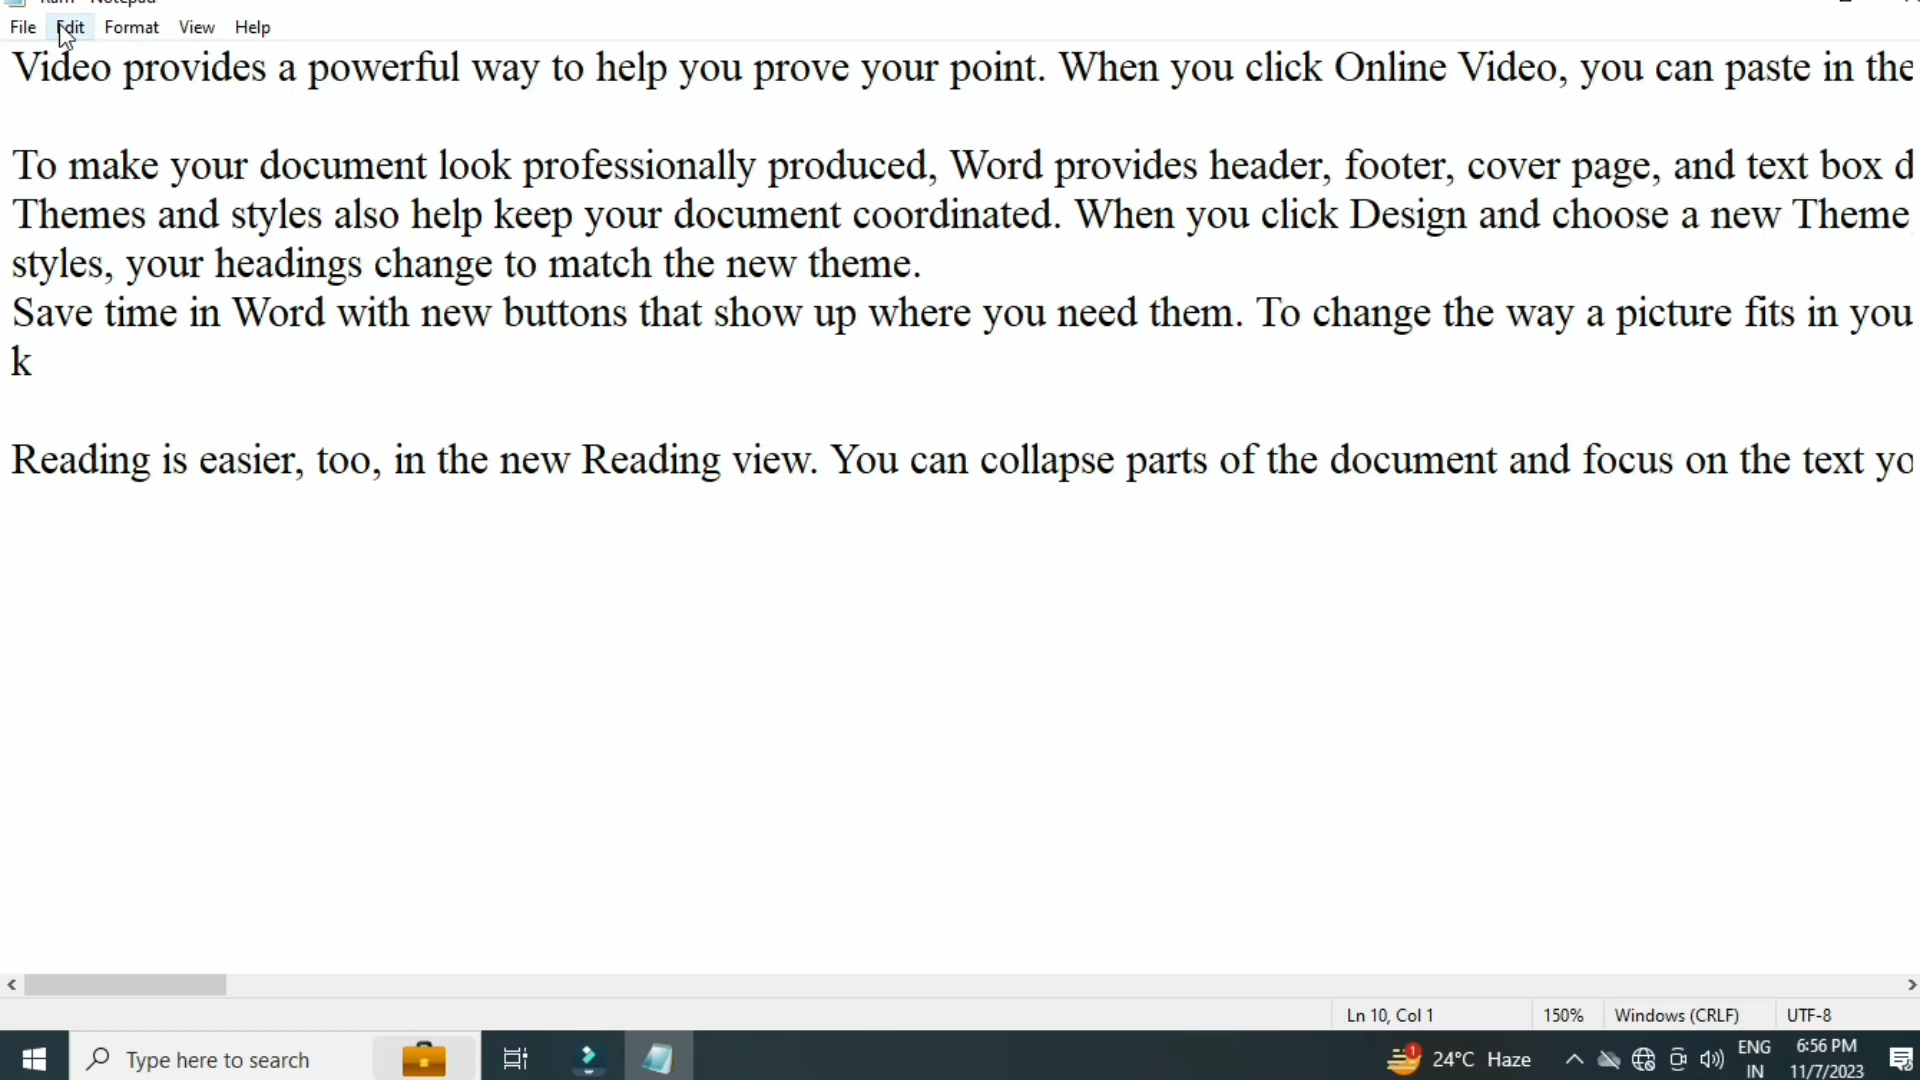 Ram - Notepad
File Edit Format View Help
Video provides a powerful way to help you prove your point. When you click Online Video, you can paste in the
To make your document look professionally produced, Word provides header, footer, cover page, and text box d
Themes and styles also help keep your document coordinated. When you click Design and choose a new Theme,
styles, your headings change to match the new theme.
Save time in Word with new buttons that show up where you need them. To change the way a picture fits in you
k
Reading is easier, too, in the new Reading view. You can collapse parts of the document and focus on the text yo
Ln 10, Col 1 150% Windows (CRLF) UTF-8
Type here to search 1 24°C Haze ENG 6:56 PM
IN 11/7/2023